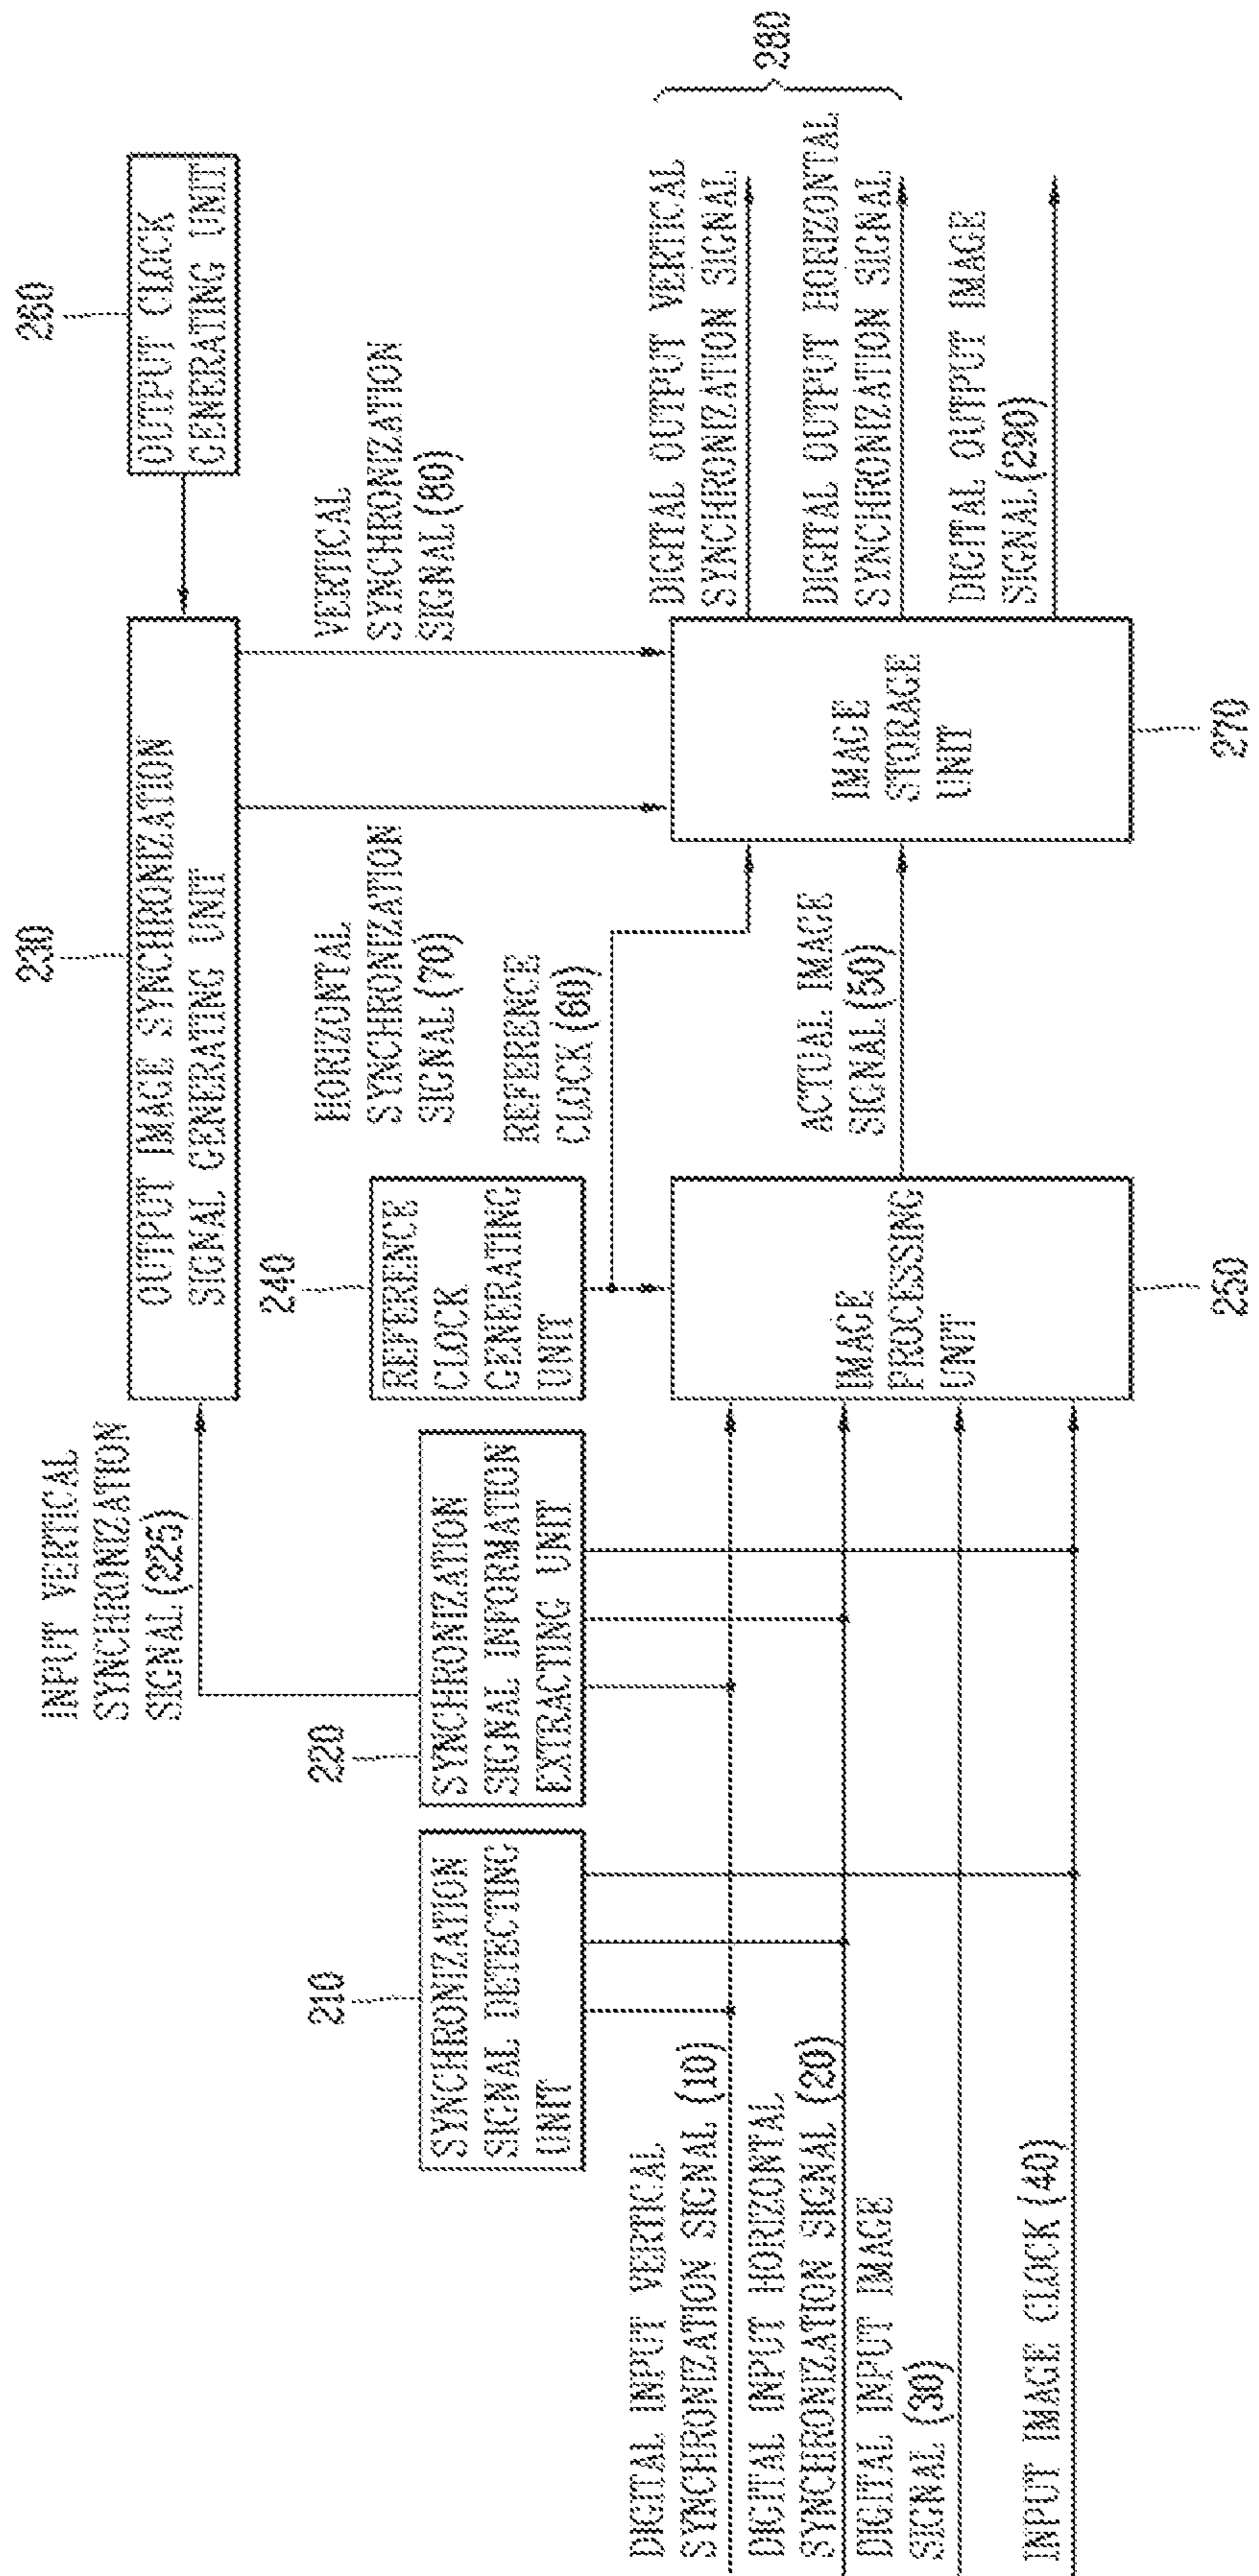 260
OUTPUT CLOCK
GENERATING UNIT
230
OUTPUT IMAGE SYNCHRONIZATION
SIGNAL GENERATING UNIT
INPUT VERTICAL
SYNCHRONIZATION
SIGNAL (225)
VERTICAL
SYNCHRONIZATION
SIGNAL (80)
HORIZONTAL
SYNCHRONIZATION
SIGNAL (70)
REFERENCE
CLOCK (60)
240
REFERENCE
CLOCK
GENERATING
UNIT
220
SYNCHRONIZATION
SIGNAL INFORMATION
EXTRACTING UNIT
210
SYNCHRONIZATION
SIGNAL DETECTING
UNIT
DIGITAL INPUT VERTICAL
SYNCHRONIZATION SIGNAL (10)
DIGITAL INPUT HORIZONTAL
SYNCHRONIZATION SIGNAL (20)
DIGITAL INPUT IMAGE
SIGNAL (30)
INPUT IMAGE CLOCK (40)
IMAGE
PROCESSING
UNIT
250
ACTUAL IMAGE
SIGNAL (50)
IMAGE
STORAGE
UNIT
270
DIGITAL OUTPUT VERTICAL
SYNCHRONIZATION SIGNAL
DIGITAL OUTPUT HORIZONTAL
SYNCHRONIZATION SIGNAL
280
DIGITAL OUTPUT IMAGE
SIGNAL (290)